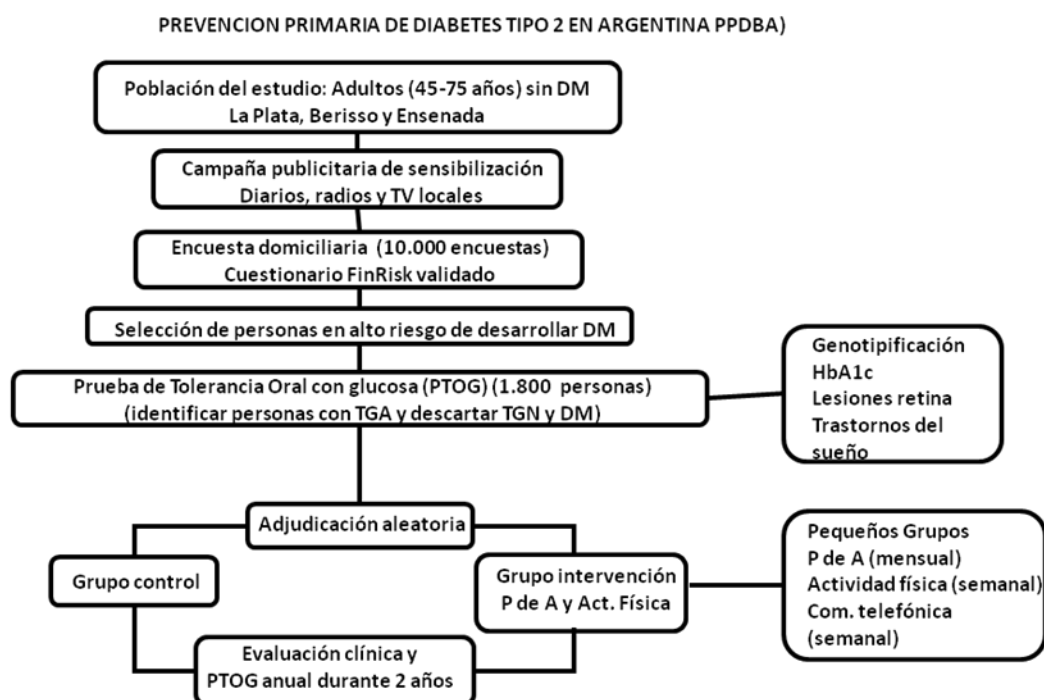 PREVENCION PRIMARIA DE DIABETES TIPO 2 EN ARGENTINA PPDBA)
Población del estudio: Adultos (45-75 años) sin DM
La Plata, Berisso y Ensenada
Campaña publicitaria de sensibilización
Diarios, radios y TV locales
Encuesta domiciliaria (10.000 encuestas)
Cuestionario FinRisk validado
Selección de personas en alto riesgo de desarrollar DM
Prueba de Tolerancia Oral con glucosa (PTOG) (1.800 personas)
(identificar personas con TGA y descartar TGN y DM)
Genotipificación
HbA1c
Lesiones retina
Trastornos del
sueño
Adjudicación aleatoria
Grupo control
Grupo intervención
P de A y Act. Física
Pequeños Grupos
P de A (mensual)
Actividad física (semanal)
Com. telefónica
(semanal)
Evaluación clínica y
PTOG anual durante 2 años